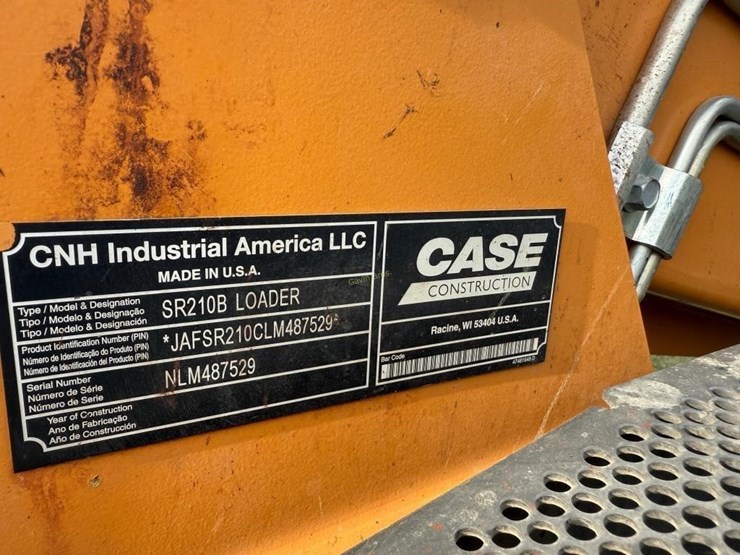 CNH Industrial America LLC
MADE IN U.S.A.
Type / Model & Designation
Tipo / Modelo & Designação
Tipo / Modelo & Designación
SR210B LOADER
Product Identification Number (PIN)
Número de Identificação do Produto (PIN)
Número de Identificación del Producto (PIN)
*JAFSR210CLM487529*
Serial Number
Número de Série
Número de Serie
NLM487529
Year of Construction
Ano de Fabricação
Año de Construcción
CASE
CONSTRUCTION
Racine, WI 53404 U.S.A.
Bar Code